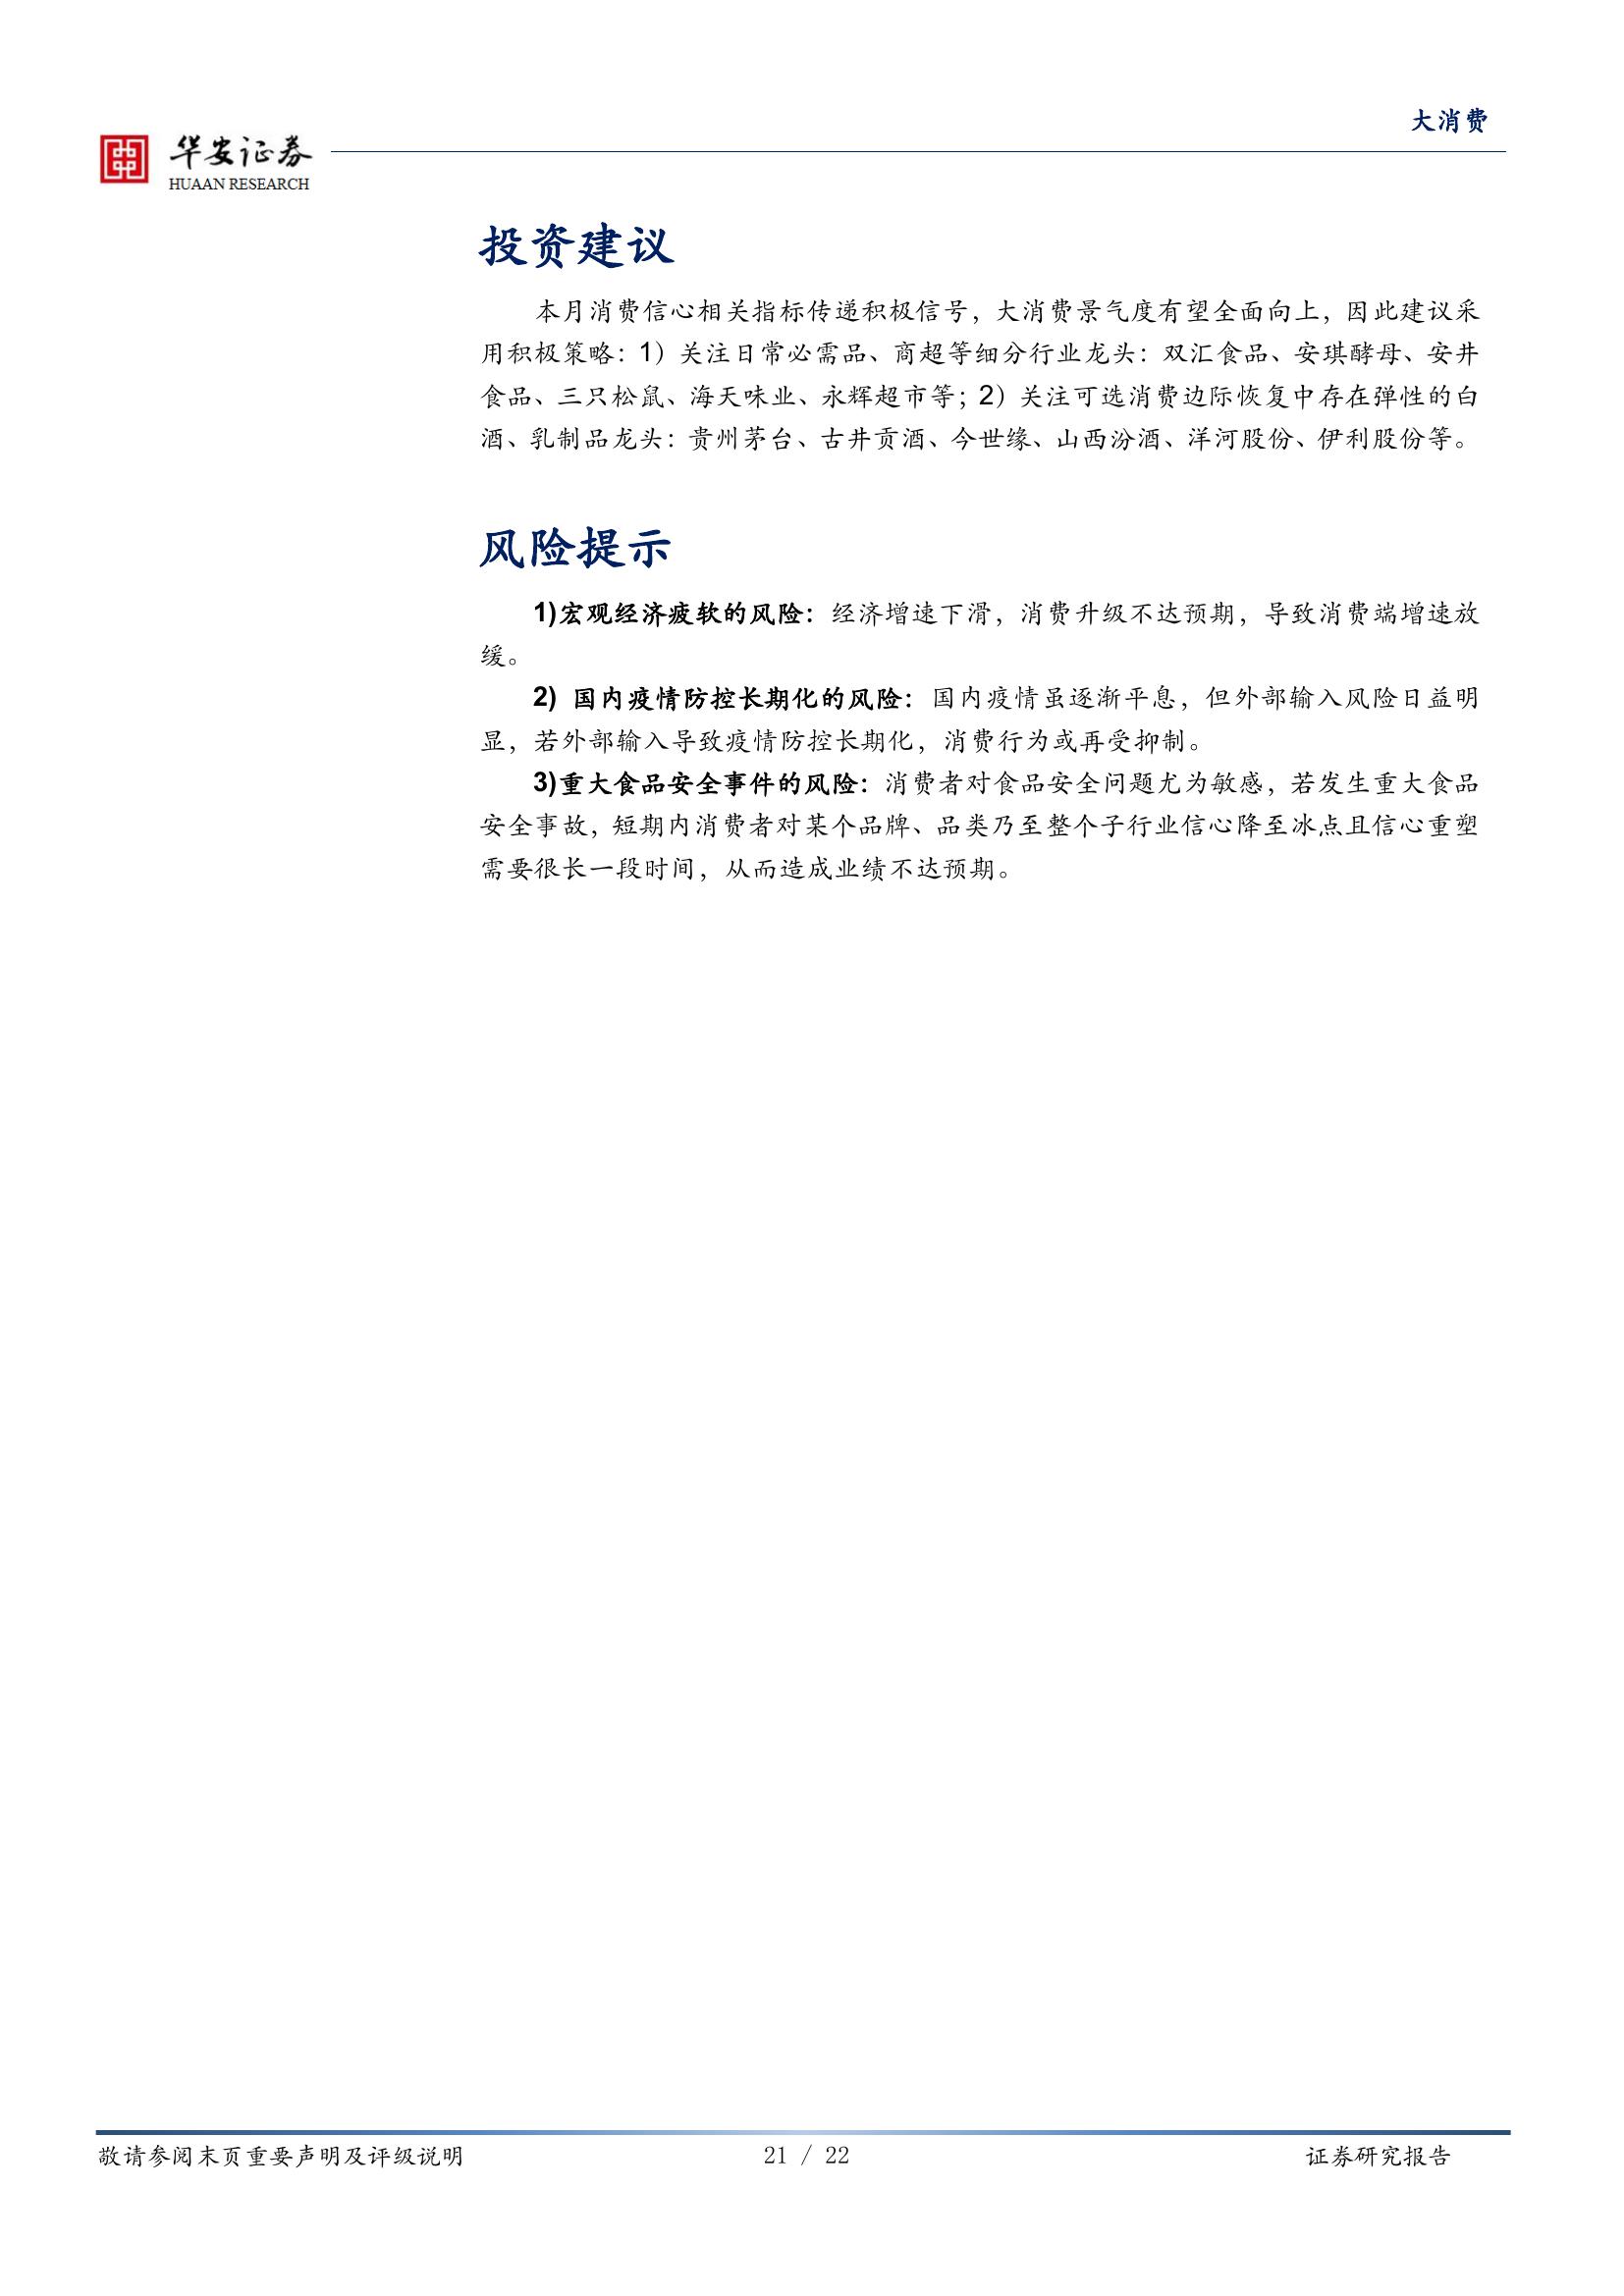 大消费
华安证券
HUAAN RESEARCH
投资建议
本月消费信心相关指标传递积极信号，大消费景气度有望全面向上，因此建议采
用积极策略：1）关注日常必需品、商超等细分行业龙头：双汇食品、安琪酵母、安井
食品、三只松鼠、海天味业、永辉超市等；2）关注可选消费边际恢复中存在弹性的白
酒、乳制品龙头：贵州茅台、古井贡酒、今世缘、山西汾酒、洋河股份、伊利股份等。
风险提示
1)宏观经济疲软的风险：经济增速下滑，消费升级不达预期，导致消费端增速放
缓。
2) 国内疫情防控长期化的风险：国内疫情虽逐渐平息，但外部输入风险日益明
显，若外部输入导致疫情防控长期化，消费行为或再受抑制。
3)重大食品安全事件的风险：消费者对食品安全问题尤为敏感，若发生重大食品
安全事故，短期内消费者对某个品牌、品类乃至整个子行业信心降至冰点且信心重塑
需要很长一段时间，从而造成业绩不达预期。
敬请参阅末页重要声明及评级说明
21 / 22
证券研究报告